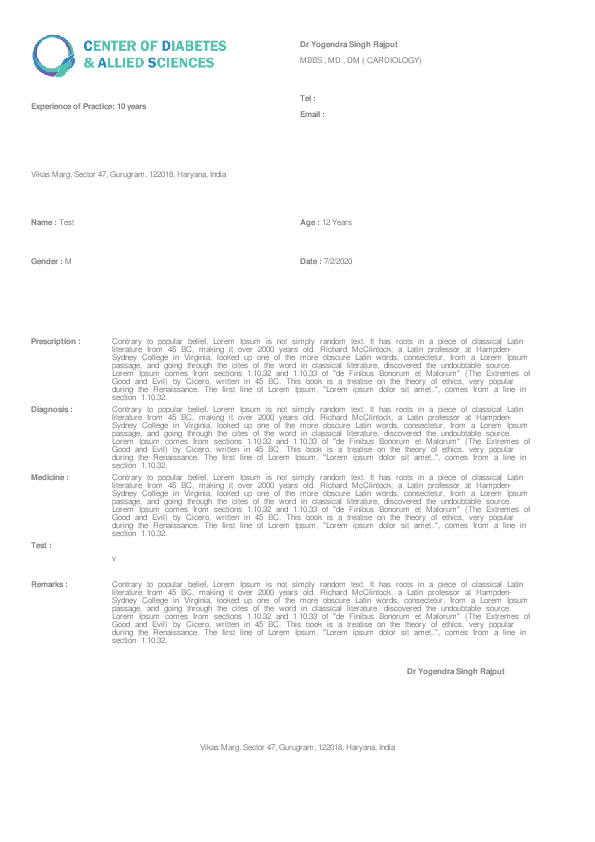 CENTER OF DIABETES
& ALLIED SCIENCES
Dr Yogendra Singh Rajput
MBBS , MD , DM ( CARDIOLOGY)
Tel :
Experience of Practice: 10 years
Email :
Vikas Marg, Sector 47, Gurugram. 122018, Haryana, India
Name : Test
Age : 12 Years
Gender : M
Date : 7/2/2020
Prescription : Contrary to popular belief, Lorem Ipsum is not simply random text. It has roots in a piece of classical Latin
literature from 45 BC, making it over 2000 years old. Richard McClintock, a Latin professor at Hampden-
Sydney College in Virginia, looked up one of the more obscure Latin words, consectetur, from a Lorem Ipsum
passage, and going through the cites of the word in classical literature, discovered the undoubtable source.
Lorem Ipsum comes from sections 1.10.32 and 1.10.33 of "de Finibus Bonorum et Malorum" (The Extremes of
Good and Evil) by Cicero, written in 45 BC. This book is a treatise on the theory of ethics, very popular
during the Renaissance. The first line of Lorem Ipsum, "Lorem ipsum dolor sit amet..", comes from a line in
section 1.10.32.
Diagnosis : Contrary to popular belief, Lorem Ipsum is not simply random text. It has roots in a piece of classical Latin
literature from 45 BC, making it over 2000 years old. Richard McClintock, a Latin professor at Hampden-
Sydney College in Virginia, looked up one of the more obscure Latin words, consectetur, from a Lorem Ipsum
passage, and going through the cites of the word in classical literature, discovered the undoubtable source.
Lorem Ipsum comes from sections 1.10.32 and 1.10.33 of "de Finibus Bonorum et Malorum" (The Extremes of
Good and Evil) by Cicero, written in 45 BC. This book is a treatise on the theory of ethics, very popular
during the Renaissance. The first line of Lorem Ipsum, "Lorem ipsum dolor sit amet..", comes from a line in
section 1.10.32.
Medicine : Contrary to popular belief, Lorem Ipsum is not simply random text. It has roots in a piece of classical Latin
literature from 45 BC, making it over 2000 years old. Richard McClintock, a Latin professor at Hampden-
Sydney College in Virginia, looked up one of the more obscure Latin words, consectetur, from a Lorem Ipsum
passage, and going through the cites of the word in classical literature, discovered the undoubtable source.
Lorem Ipsum comes from sections 1.10.32 and 1.10.33 of "de Finibus Bonorum et Malorum" (The Extremes of
Good and Evil) by Cicero, written in 45 BC. This book is a treatise on the theory of ethics, very popular
during the Renaissance. The first line of Lorem Ipsum, "Lorem ipsum dolor sit amet..", comes from a line in
section 1.10.32.
Test :
v
Remarks : Contrary to popular belief, Lorem Ipsum is not simply random text. It has roots in a piece of classical Latin
literature from 45 BC, making it over 2000 years old. Richard McClintock, a Latin professor at Hampden-
Sydney College in Virginia, looked up one of the more obscure Latin words, consectetur, from a Lorem Ipsum
passage, and going through the cites of the word in classical literature, discovered the undoubtable source.
Lorem Ipsum comes from sections 1.10.32 and 1.10.33 of "de Finibus Bonorum et Malorum" (The Extremes of
Good and Evil) by Cicero, written in 45 BC. This book is a treatise on the theory of ethics, very popular
during the Renaissance. The first line of Lorem Ipsum, "Lorem ipsum dolor sit amet..", comes from a line in
section 1.10.32.
Dr Yogendra Singh Rajput
Vikas Marg, Sector 47, Gurugram, 122018, Haryana, India